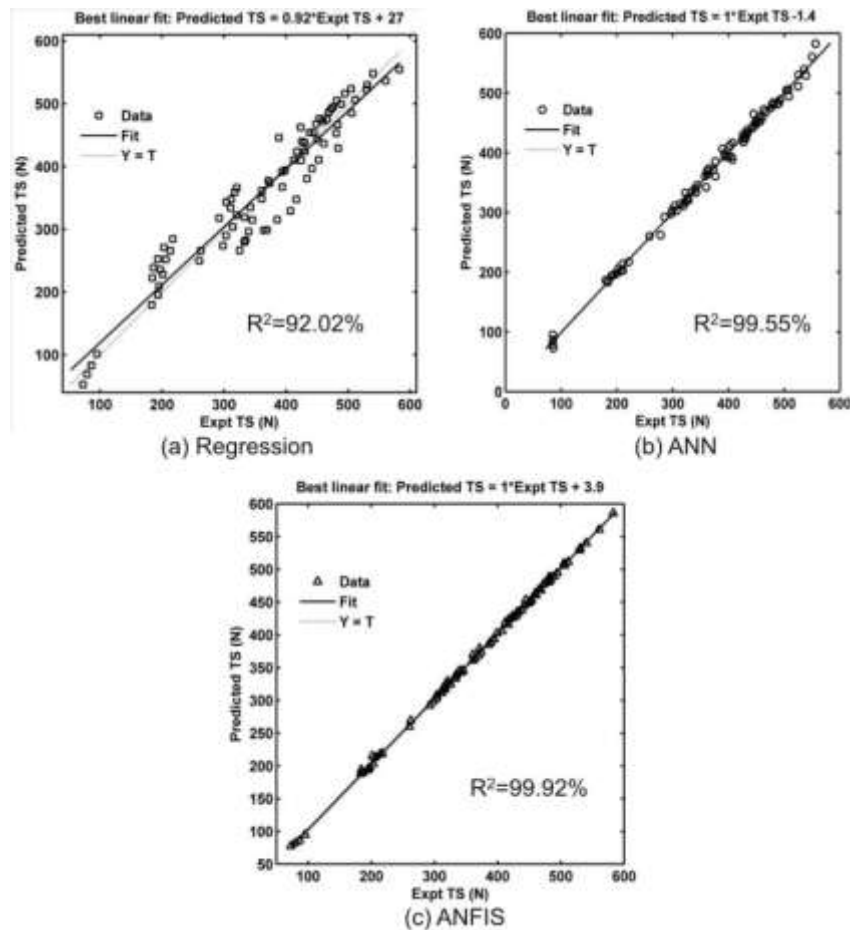 Best linear fit: Predicted TS = 0.92*Expt TS + 27
600
500
400
300
200
100
Predicted TS (N)
Data
Fit
Y = T
R²=92.02%
100 200 300 400 500 600
Expt TS (N)
(a) Regression
Best linear fit: Predicted TS = 1*Expt TS -1.4
600
500
400
300
200
100
0
Predicted TS (N)
Data
Fit
Y = T
R²=99.55%
0 100 200 300 400 500 600
Expt TS (N)
(b) ANN
Best linear fit: Predicted TS = 1*Expt TS + 3.9
600
550
500
450
400
350
300
250
200
150
100
50
Predicted TS (N)
Data
Fit
Y = T
R²=99.92%
100 200 300 400 500 600
Expt TS (N)
(c) ANFIS